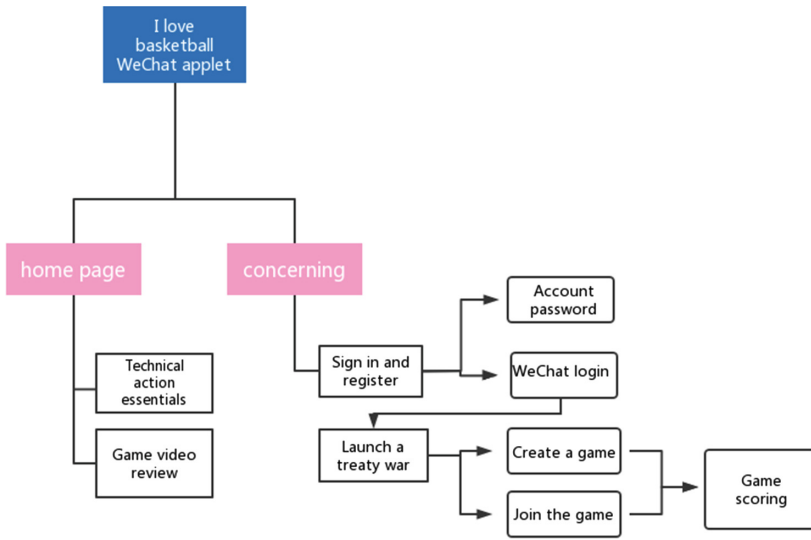 I love
basketball
WeChat applet
home page
concerning
Technical
action
essentials
Game video
review
Sign in and
register
Account
password
WeChat login
Launch a
treaty war
Create a game
Join the game
Game
scoring